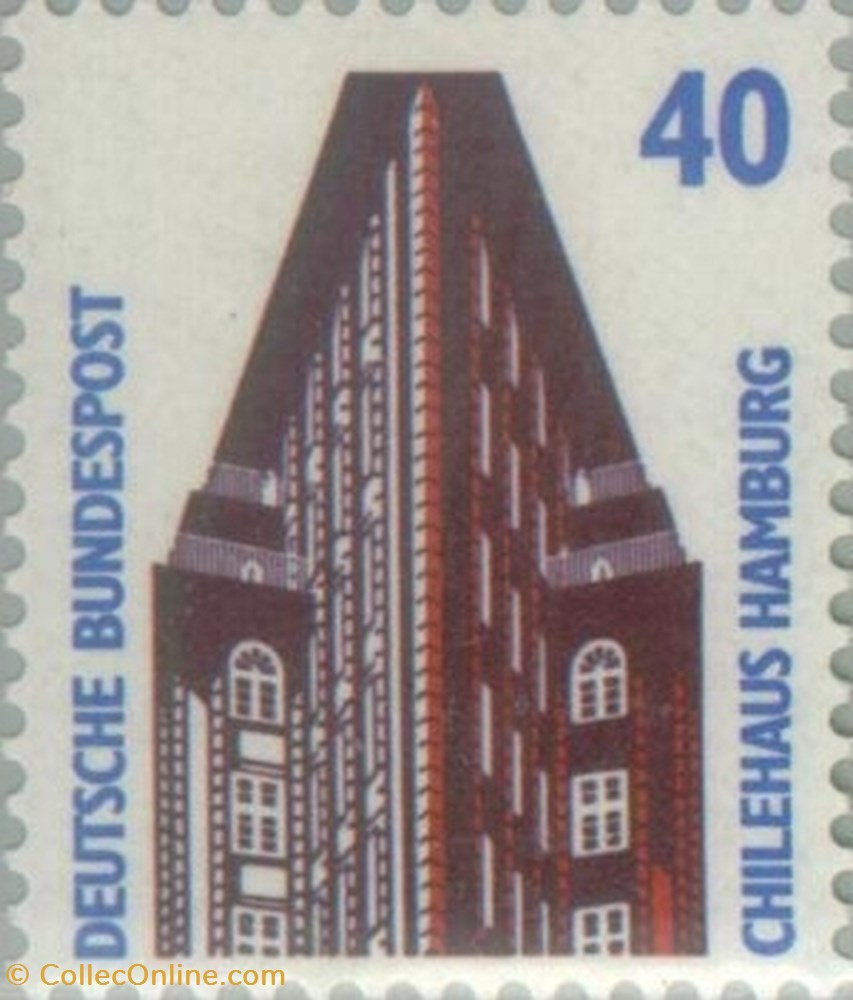 40
DEUTSCHE BUNDESPOST
CHILEHAUS HAMBURG
© CollecOnline.com